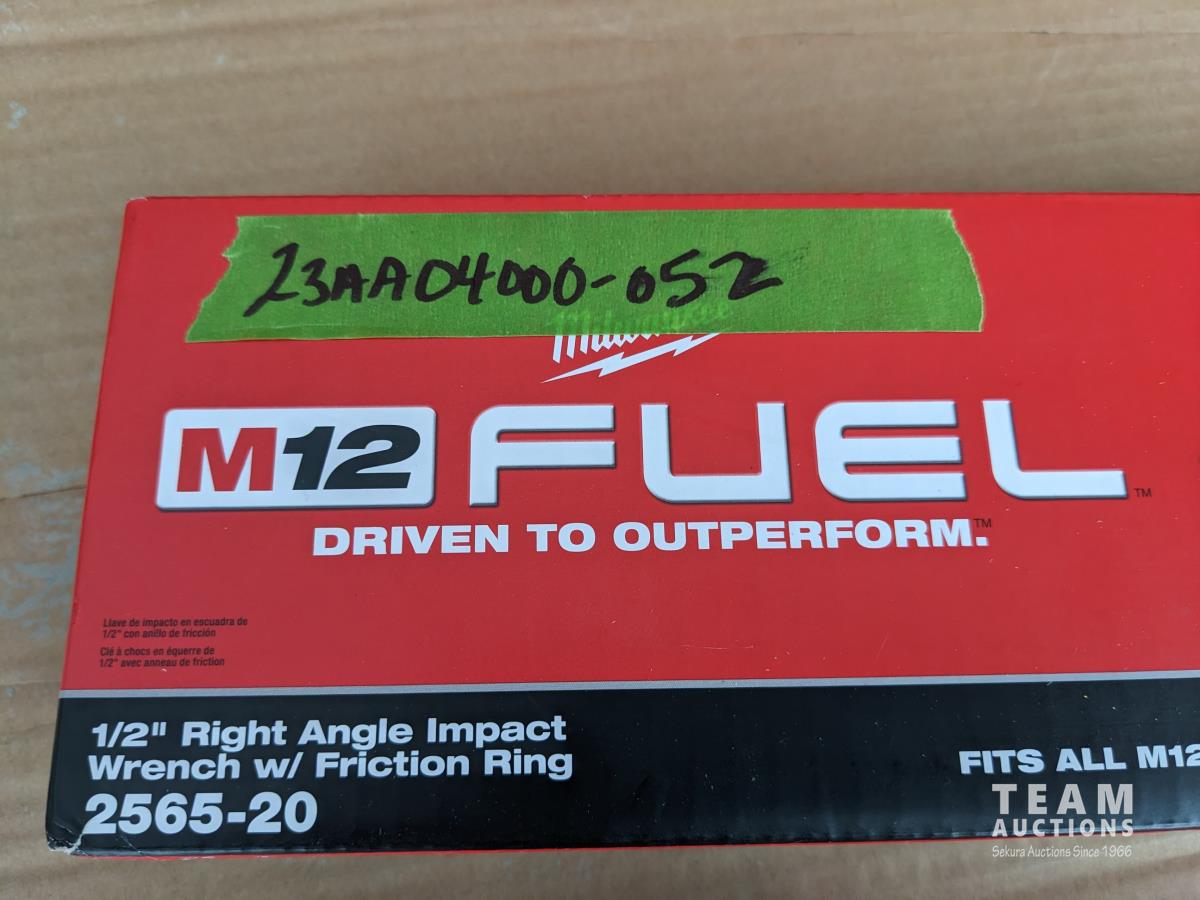 23AA04000-052
Milwaukee
M12 FUEL™
DRIVEN TO OUTPERFORM.™
Llave de impacto en escuadra de
1/2" con anillo de fricción
Clé à chocs en équerre de
1/2" avec anneau de friction
1/2" Right Angle Impact
Wrench w/ Friction Ring
2565-20
FITS ALL M12
TEAM
AUCTIONS
Sekura Auctions Since 1966